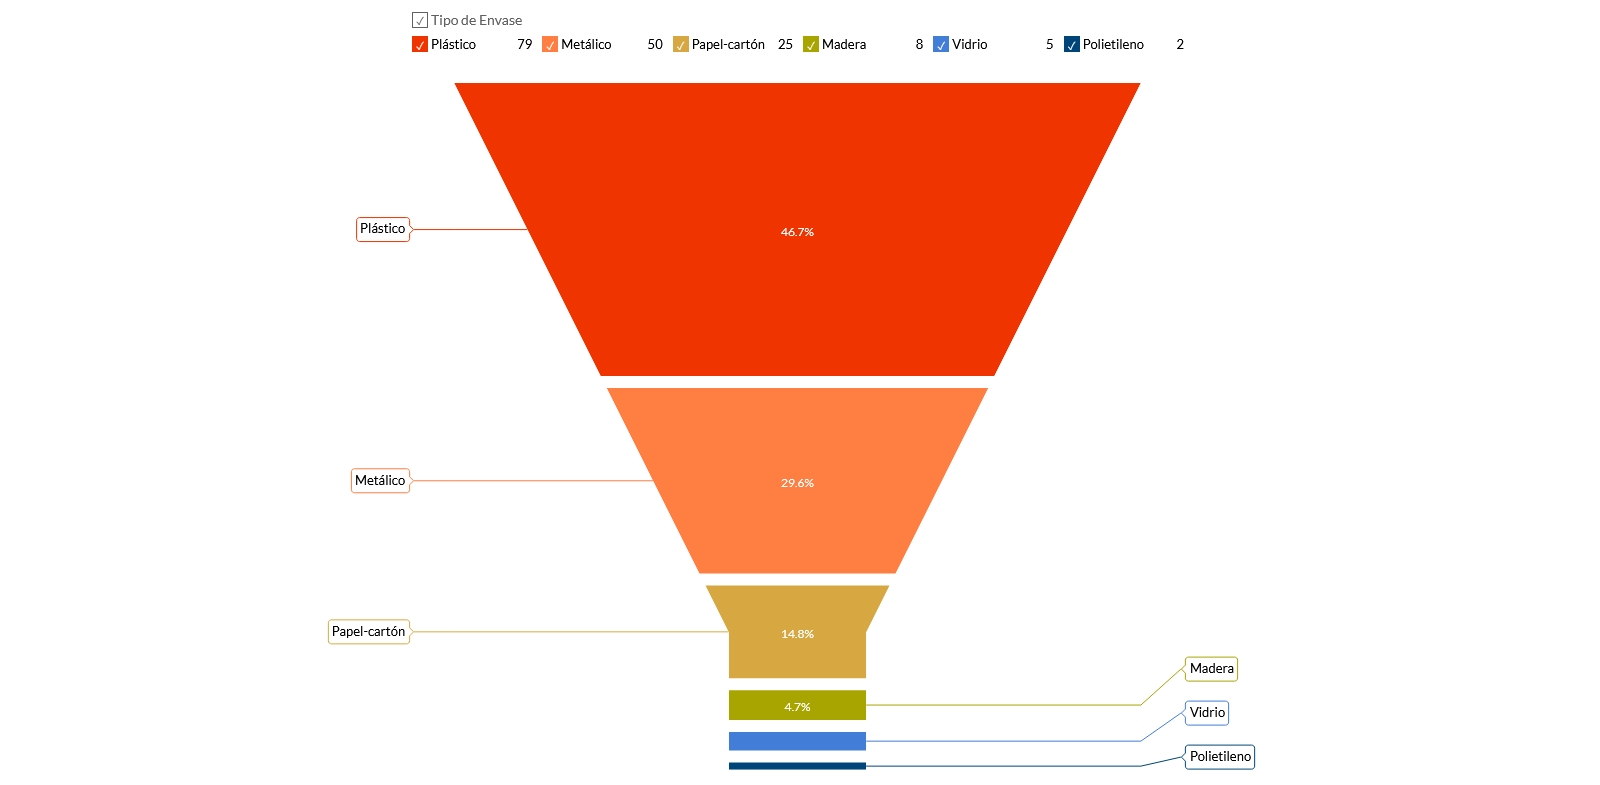 Tipo de Envase
Plástico 79 Metálico 50 Papel-cartón 25 Madera 8 Vidrio 5 Polietileno 2
Plástico
46.7%
Metálico
29.6%
Papel-cartón
14.8%
Madera
4.7%
Vidrio
Polietileno